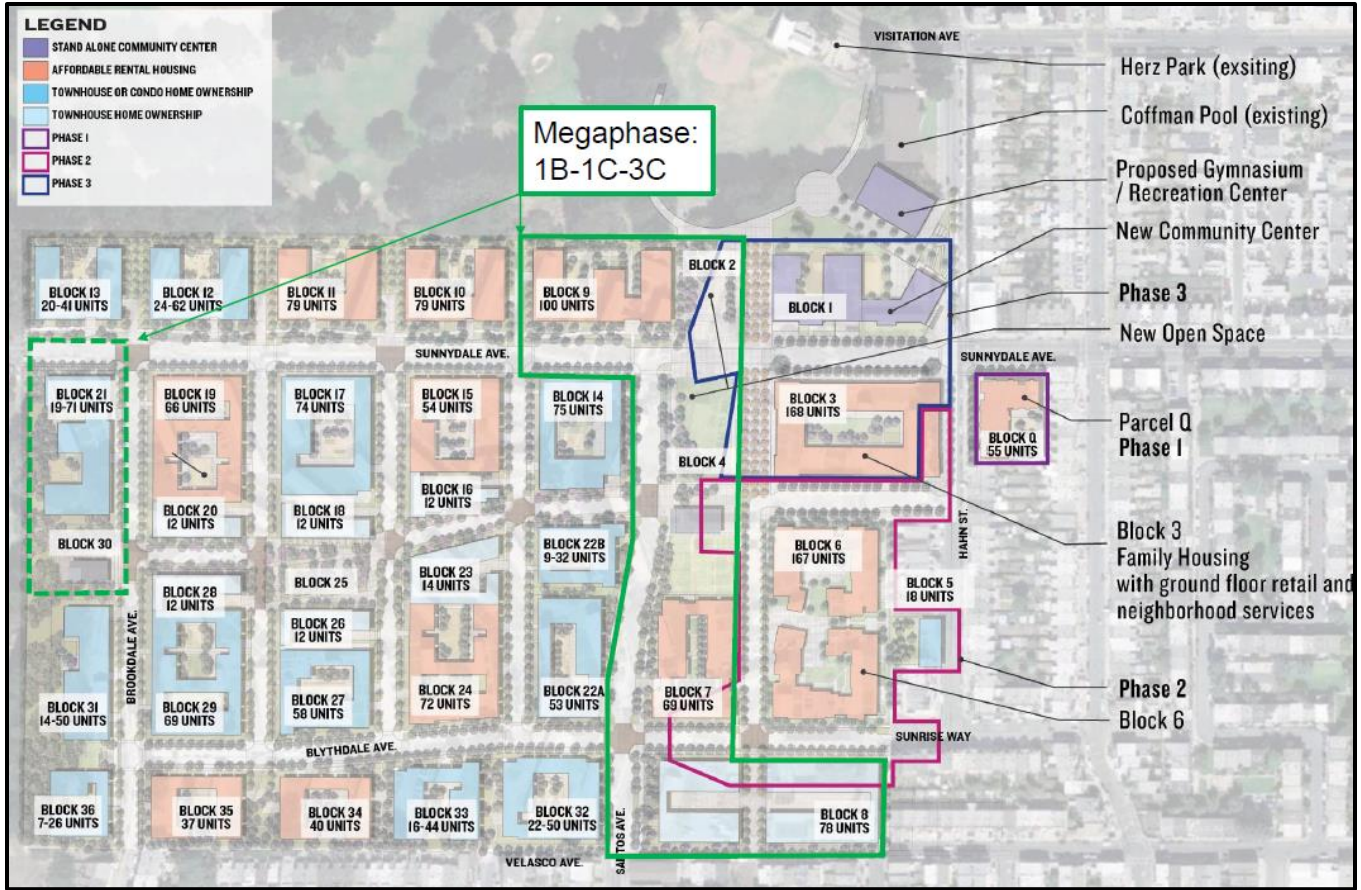 LEGEND
STAND ALONE COMMUNITY CENTER
AFFORDABLE RENTAL HOUSING
TOWNHOUSE OR CONDO HOME OWNERSHIP
TOWNHOUSE HOME OWNERSHIP
PHASE 1
PHASE 2
PHASE 3
Megaphase:
1B-1C-3C
VISITATION AVE
Herz Park (exsiting)
Coffman Pool (existing)
Proposed Gymnasium
/ Recreation Center
New Community Center
Phase 3
New Open Space
Parcel Q
Phase 1
Block 3
Family Housing
with ground floor retail and
neighborhood services
Phase 2
Block 6
BLOCK 13
20-41 UNITS
BLOCK 12
24-62 UNITS
BLOCK 11
79 UNITS
BLOCK 10
79 UNITS
BLOCK 9
100 UNITS
BLOCK 2
BLOCK 1
SUNNYDALE AVE.
SUNNYDALE AVE.
BLOCK 21
19-71 UNITS
BLOCK 19
66 UNITS
BLOCK 17
74 UNITS
BLOCK 15
54 UNITS
BLOCK 14
75 UNITS
BLOCK 3
168 UNITS
BLOCK Q
55 UNITS
BLOCK 4
BLOCK 20
12 UNITS
BLOCK 18
12 UNITS
BLOCK 16
12 UNITS
BLOCK 30
BLOCK 22B
9-32 UNITS
BLOCK 6
167 UNITS
HAHN ST.
BLOCK 28
12 UNITS
BLOCK 25
BLOCK 23
14 UNITS
BLOCK 5
18 UNITS
BLOCK 26
12 UNITS
BROOKDALE AVE.
BLOCK 31
14-50 UNITS
BLOCK 29
69 UNITS
BLOCK 27
58 UNITS
BLOCK 24
72 UNITS
BLOCK 22A
53 UNITS
BLOCK 7
69 UNITS
SUNRISE WAY
BLYTHDALE AVE.
BLOCK 36
7-26 UNITS
BLOCK 35
37 UNITS
BLOCK 34
40 UNITS
BLOCK 33
16-44 UNITS
BLOCK 32
22-50 UNITS
BLOCK 8
78 UNITS
SANTOS AVE.
VELASCO AVE.